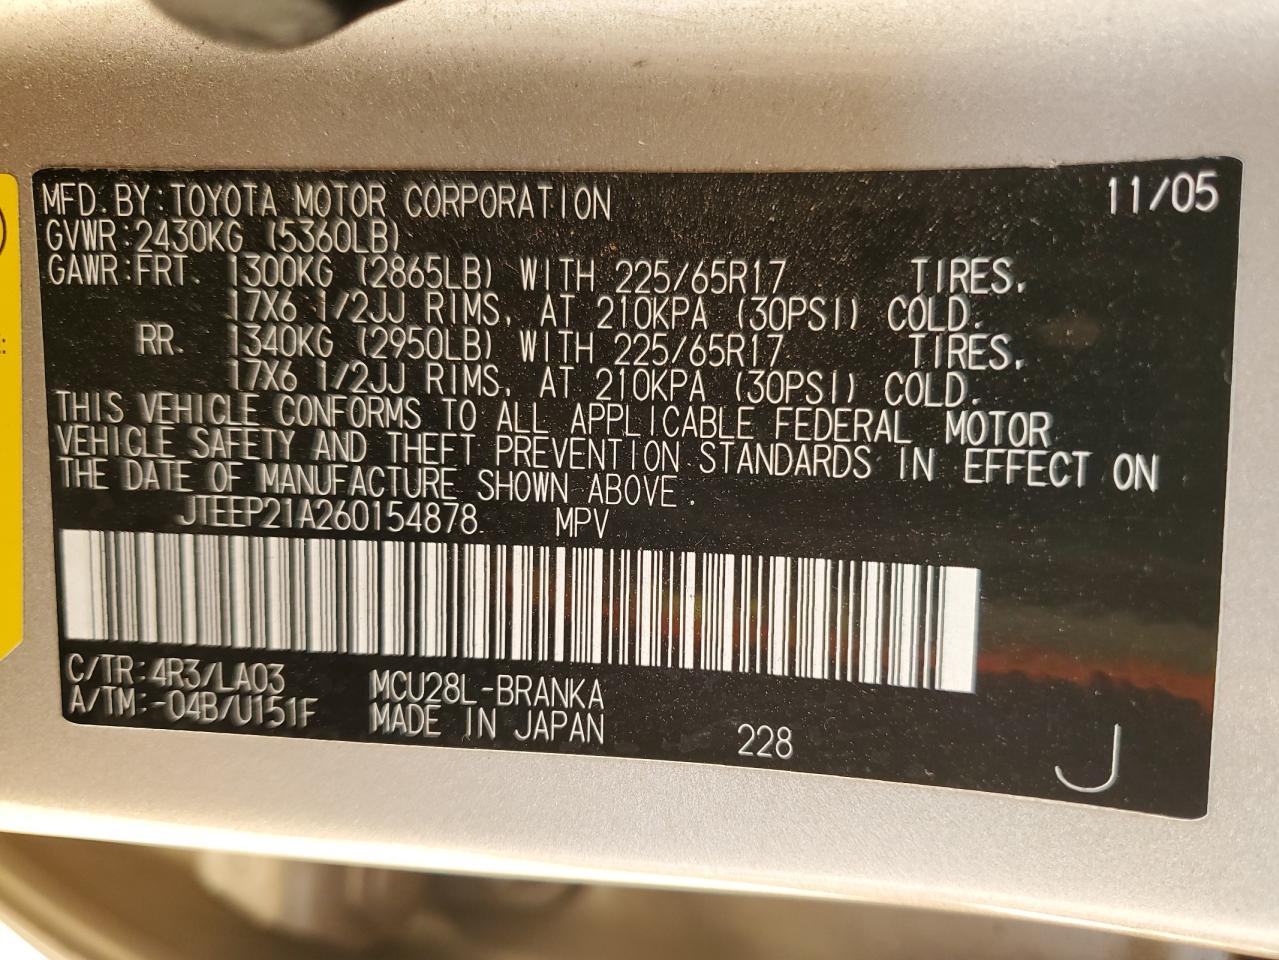 MFD. BY: TOYOTA MOTOR CORPORATION 11/05
GVWR: 2430KG (5360LB)
GAWR: FRT. 1300KG (2865LB) WITH 225/65R17 TIRES,
17X6 1/2JJ RIMS, AT 210KPA (30PSI) COLD.
RR. 1340KG (2950LB) WITH 225/65R17 TIRES,
17X6 1/2JJ RIMS, AT 210KPA (30PSI) COLD.
THIS VEHICLE CONFORMS TO ALL APPLICABLE FEDERAL MOTOR
VEHICLE SAFETY AND THEFT PREVENTION STANDARDS IN EFFECT ON
THE DATE OF MANUFACTURE SHOWN ABOVE.
JTEEP21A260154878 MPV
C/TR: 4R3/LA03 MCU28L-BRANKA
A/TM: -04B/U151F MADE IN JAPAN
228
J